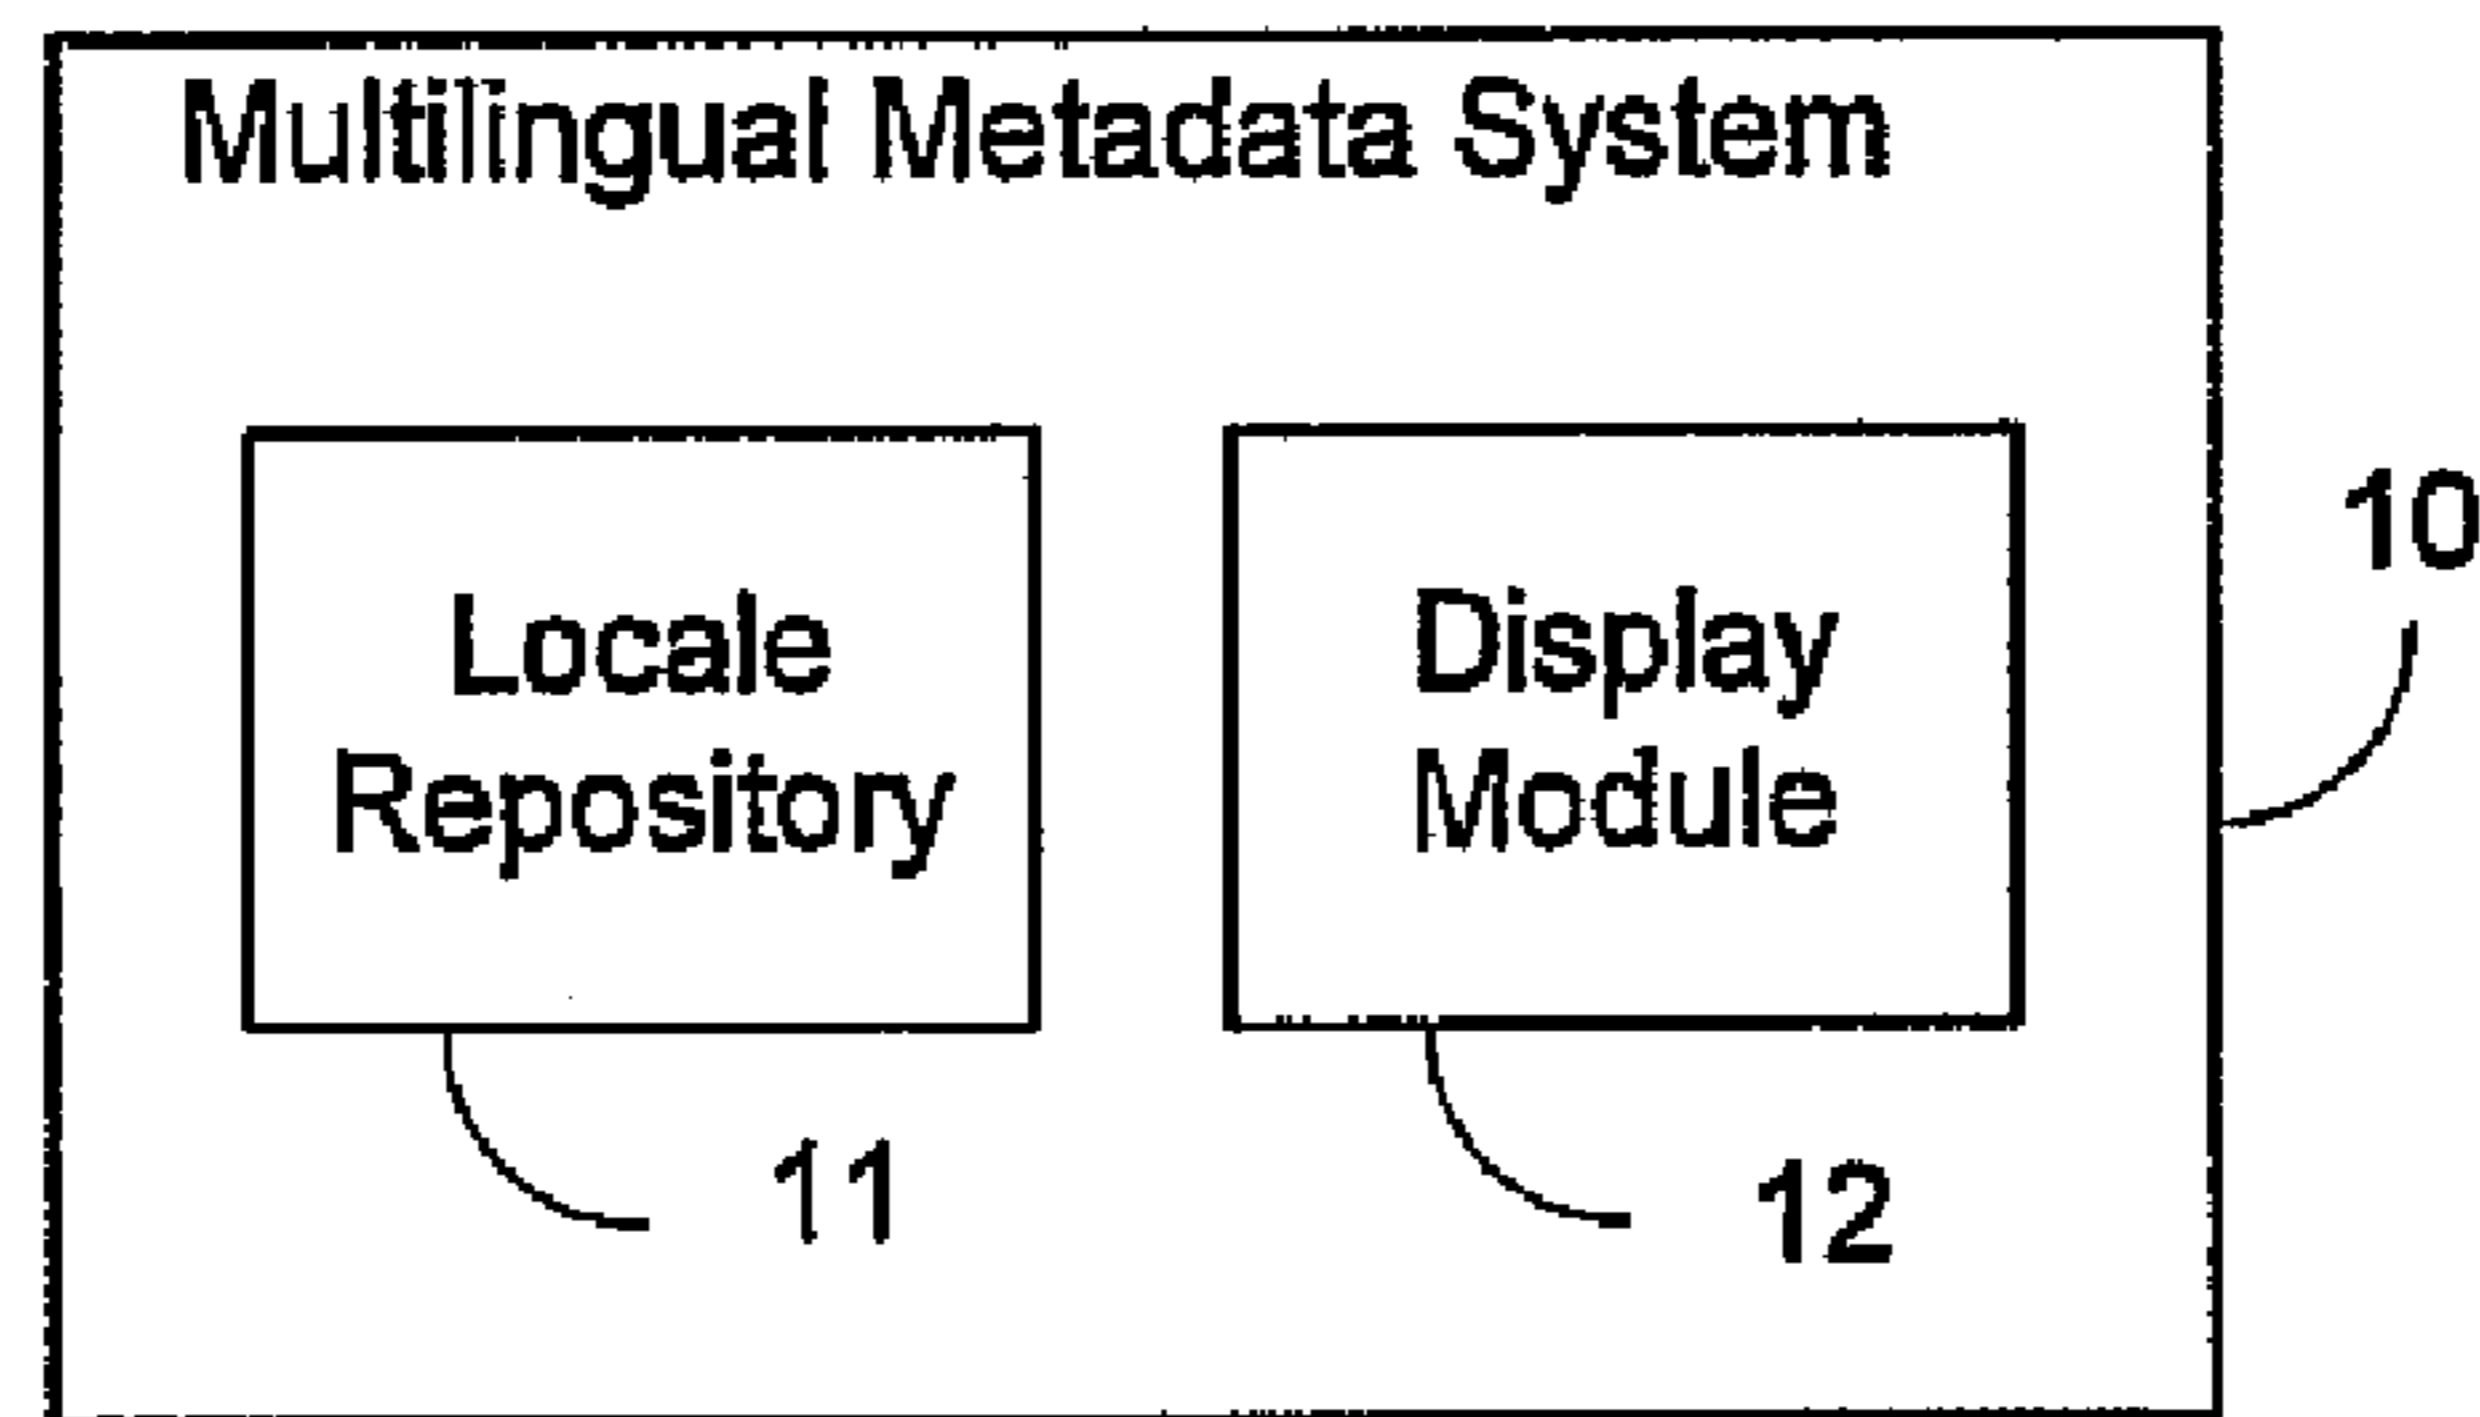 Multilingual Metadata System
10
Locale
Repository
Display
Module
11
12